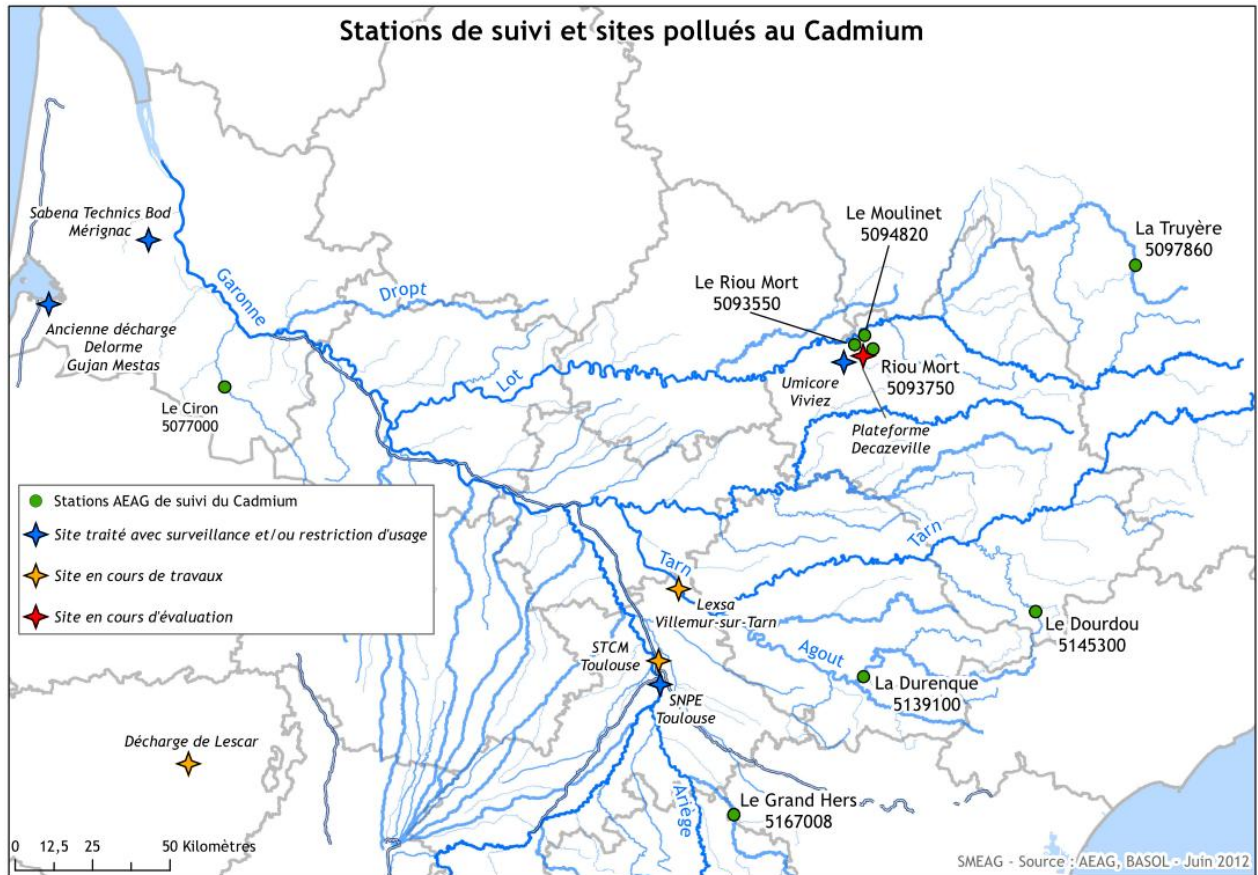 Stations de suivi et sites pollués au Cadmium
Sabena Technics Bod
Mérignac
Le Moulinet
5094820
La Truyère
5097860
Le Riou Mort
5093550
Garonne
Dropt
Ancienne décharge
Delorme
Gujan Mestas
Lot
Umicore
Viviez
Riou Mort
5093750
Le Ciron
5077000
Plateforme
Decazeville
Stations AEAG de suivi du Cadmium
Site traité avec surveillance et/ou restriction d'usage
Site en cours de travaux
Site en cours d'évaluation
Tarn
Tarn
Lexsa
Villemur-sur-Tarn
Le Dourdou
5145300
STCM
Toulouse
Agout
La Durenque
5139100
SNPE
Toulouse
Décharge de Lescar
Ariège
Le Grand Hers
5167008
0 12,5 25 50 Kilomètres
SMEAG - Source : AEAG, BASOL - Juin 2012